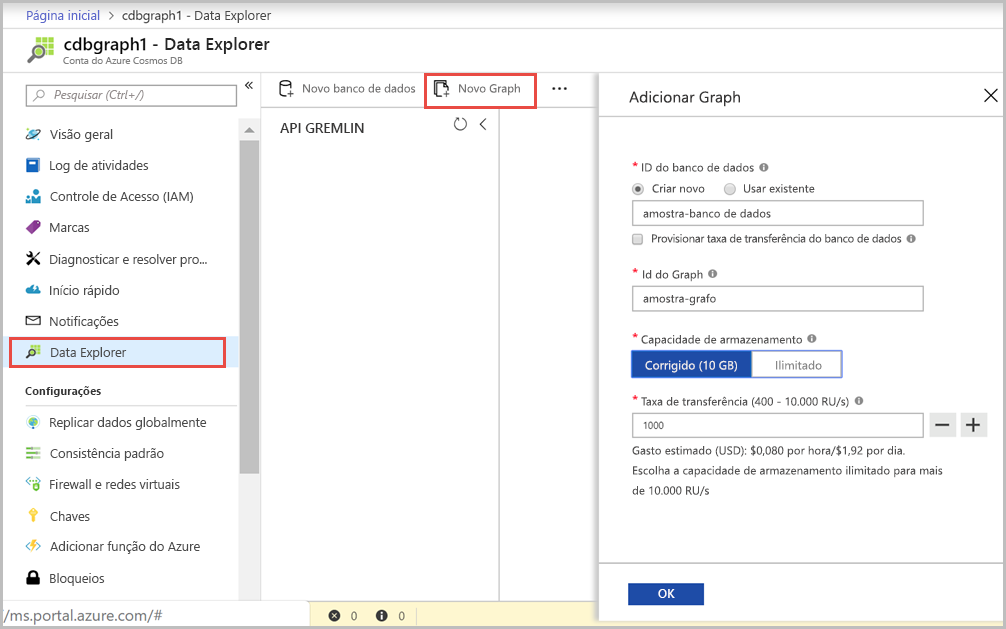 Página inicial > cdbgraph1 - Data Explorer
cdbgraph1 - Data Explorer
Conta do Azure Cosmos DB
Pesquisar (Ctrl+/)
«
Visão geral
Log de atividades
Controle de Acesso (IAM)
Marcas
Diagnosticar e resolver pro...
Início rápido
Notificações
Data Explorer
Configurações
Replicar dados globalmente
Consistência padrão
Firewall e redes virtuais
Chaves
Adicionar função do Azure
Bloqueios
/ms.portal.azure.com/#
Novo banco de dados
Novo Graph
...
API GREMLIN
0
0
Adicionar Graph
* ID do banco de dados
Criar novo
Usar existente
amostra-banco de dados
Provisionar taxa de transferência do banco de dados
* Id do Graph
amostra-grafo
* Capacidade de armazenamento
Corrigido (10 GB)
Ilimitado
* Taxa de transferência (400 - 10.000 RU/s)
1000
Gasto estimado (USD): $0,080 por hora/$1,92 por dia.
Escolha a capacidade de armazenamento ilimitado para mais
de 10.000 RU/s
OK